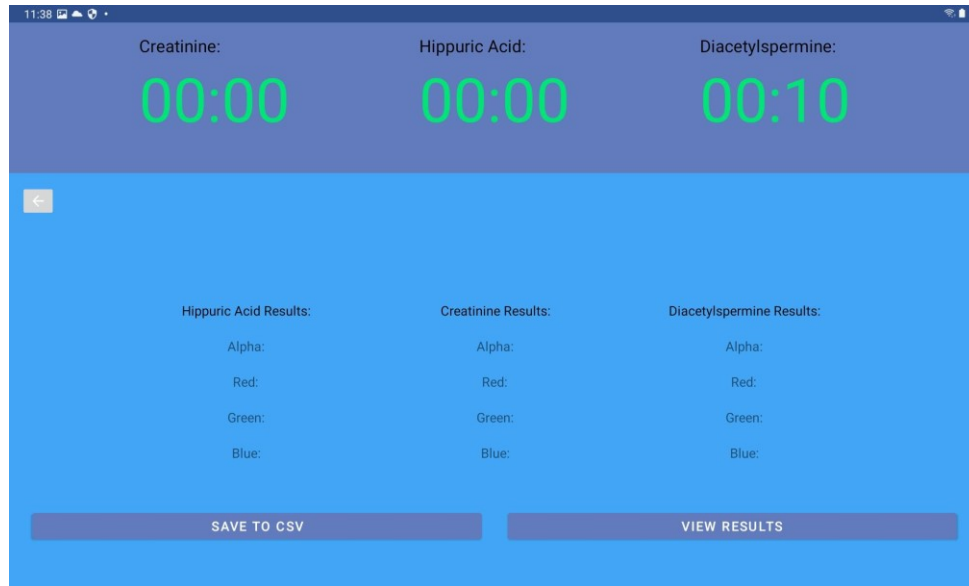 11:38
Creatinine: Hippuric Acid: Diacetylspermine:
00:00 00:00 00:10
Hippuric Acid Results: Creatinine Results: Diacetylspermine Results:
Alpha: Alpha: Alpha:
Red: Red: Red:
Green: Green: Green:
Blue: Blue: Blue:
SAVE TO CSV VIEW RESULTS